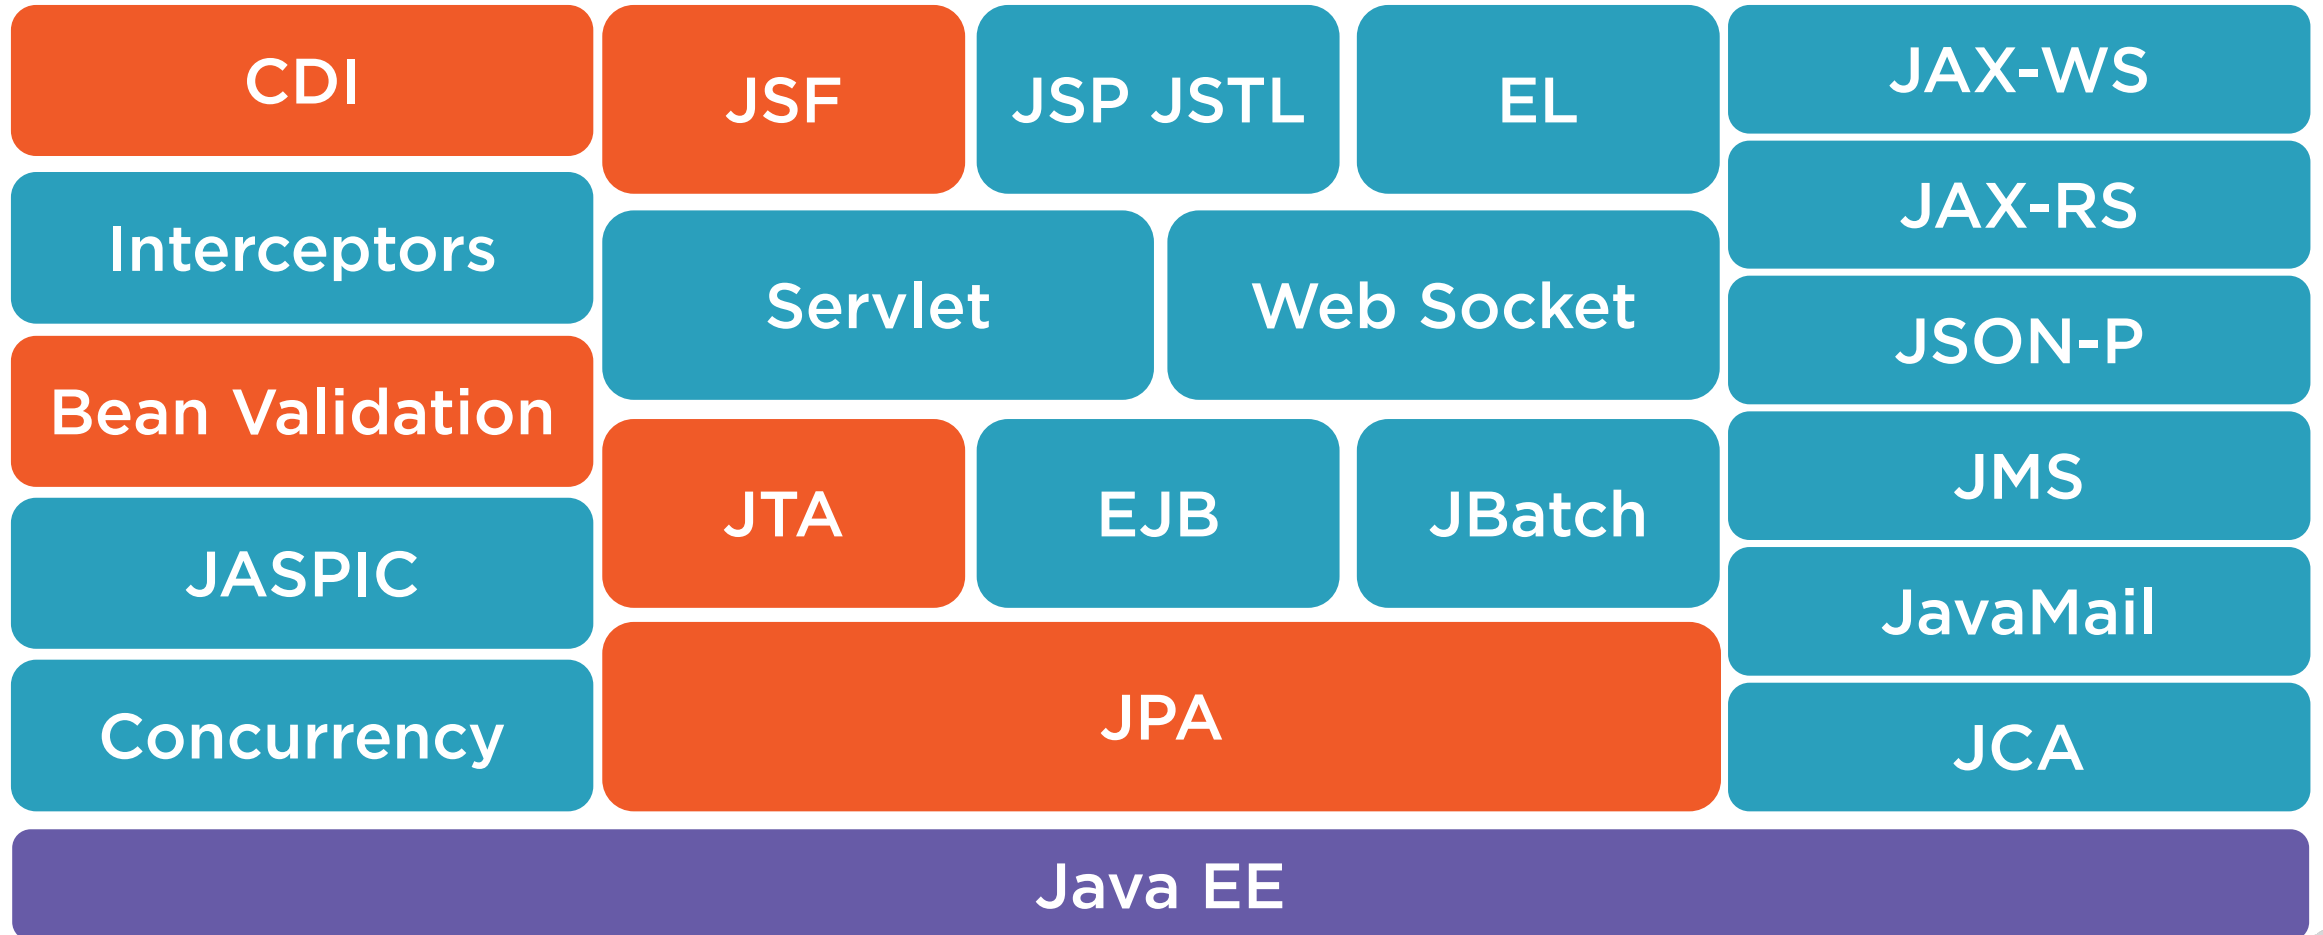 CDI
JSF
JSP JSTL
EL
JAX-WS
JAX-RS
Interceptors
Servlet
Web Socket
JSON-P
Bean Validation
JTA
EJB
JBatch
JMS
JASPIC
JavaMail
Concurrency
JPA
JCA
Java EE